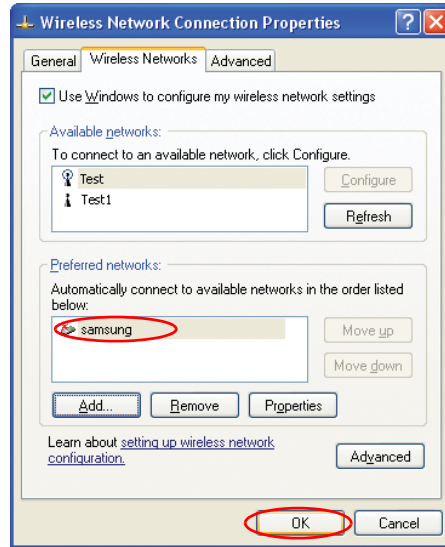 Wireless Network Connection Properties
General Wireless Networks Advanced
Use Windows to configure my wireless network settings
Available networks:
To connect to an available network, click Configure.
Test
Test1
Configure
Refresh
Preferred networks:
Automatically connect to available networks in the order listed
below:
samsung
Move up
Move down
Add... Remove Properties
Learn about setting up wireless network
configuration.
Advanced
OK Cancel